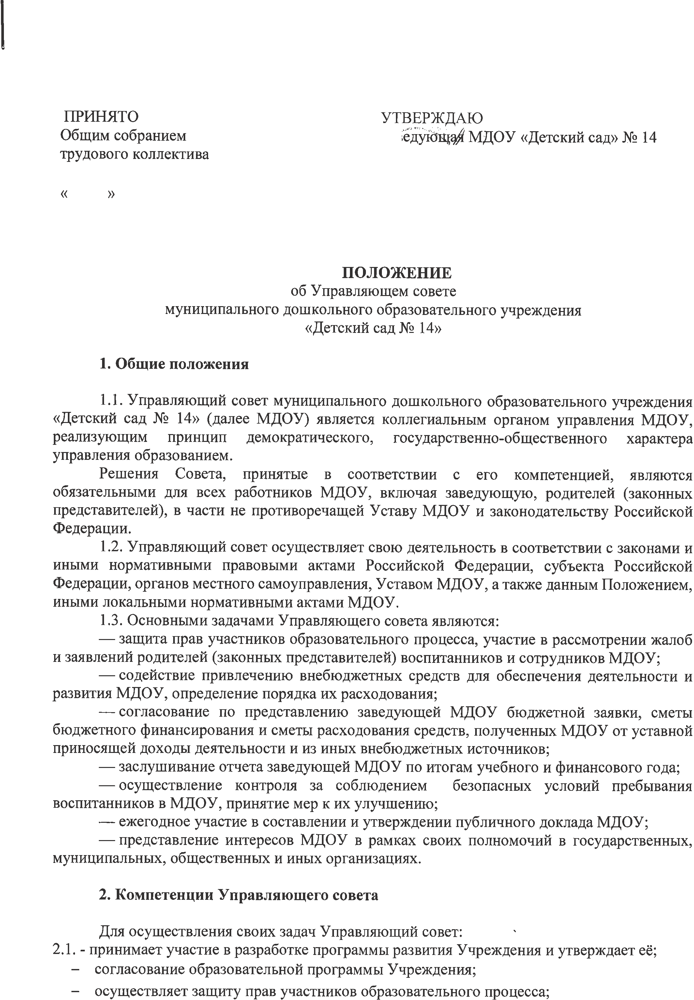 ПРИНЯТО
Общим собранием
трудового коллектива
«          »
УТВЕРЖДАЮ
МДОУ «Детский сад» № 14
ПОЛОЖЕНИЕ
об Управляющем совете
муниципального дошкольного образовательного учреждения
«Детский сад № 14»
1. Общие положения
1.1. Управляющий совет муниципального дошкольного образовательного учреждения
«Детский сад № 14» (далее МДОУ) является коллегиальным органом управления МДОУ,
реализующим принцип демократического, государственно-общественного характера
управления образованием.
Решения Совета, принятые в соответствии с его компетенцией, являются
обязательными для всех работников МДОУ, включая заведующую, родителей (законных
представителей), в части не противоречащей Уставу МДОУ и законодательству Российской
Федерации.
1.2. Управляющий совет осуществляет свою деятельность в соответствии с законами и
иными нормативными правовыми актами Российской Федерации, субъекта Российской
Федерации, органов местного самоуправления, Уставом МДОУ, а также данным Положением,
иными локальными нормативными актами МДОУ.
1.3. Основными задачами Управляющего совета являются:
— защита прав участников образовательного процесса, участие в рассмотрении жалоб
и заявлений родителей (законных представителей) воспитанников и сотрудников МДОУ;
— содействие привлечению внебюджетных средств для обеспечения деятельности и
развития МДОУ, определение порядка их расходования;
— согласование по представлению заведующей МДОУ бюджетной заявки, сметы
бюджетного финансирования и сметы расходования средств, полученных МДОУ от уставной
приносящей доходы деятельности и из иных внебюджетных источников;
— заслушивание отчета заведующей МДОУ по итогам учебного и финансового года;
— осуществление контроля за соблюдением безопасных условий пребывания
воспитанников в МДОУ, принятие мер к их улучшению;
— ежегодное участие в составлении и утверждении публичного доклада МДОУ;
— представление интересов МДОУ в рамках своих полномочий в государственных,
муниципальных, общественных и иных организациях.
2. Компетенции Управляющего совета
Для осуществления своих задач Управляющий совет:
2.1. - принимает участие в разработке программы развития Учреждения и утверждает её;
– согласование образовательной программы Учреждения;
– осуществляет защиту прав участников образовательного процесса;